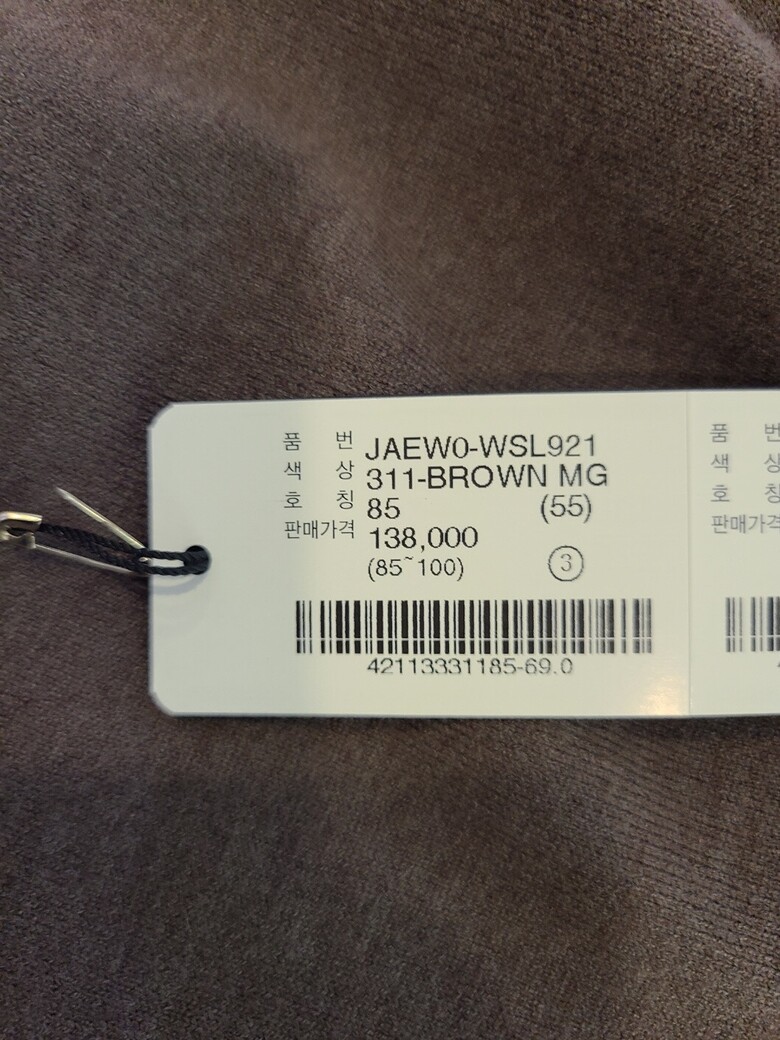 품 번 JAEW0-WSL921
색 상 311-BROWN MG
호 칭 85 (55)
판매가격 138,000
(85~100) 3
42113331185-69.0
품 번
색 상
호 칭
판매가격